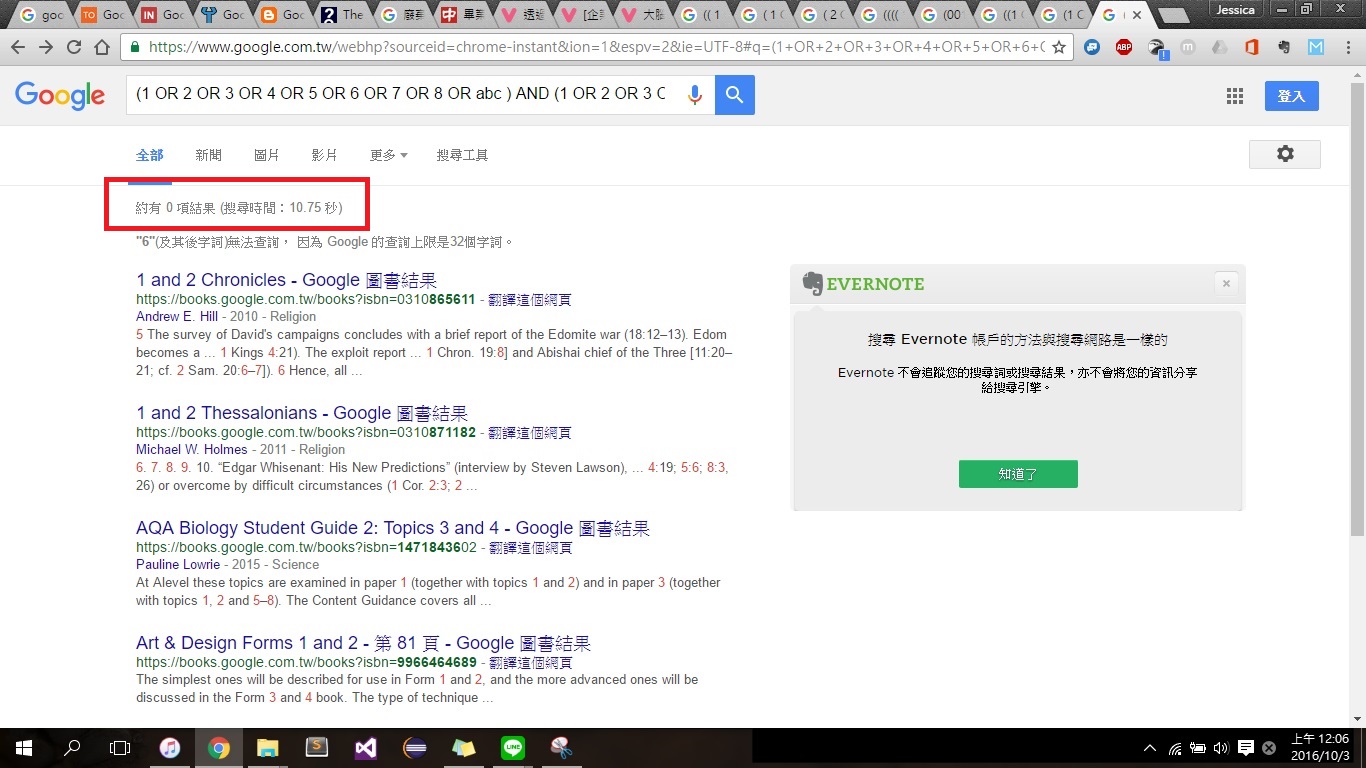 goc
Goc
Goc
Goc
Goc
The
畢業
透過
[企業
大腦
(( 1
( 1 C
( 2 C
((((
(00
((1 C
(1 C
(
Jessica
https://www.google.com.tw/webhp?sourceid=chrome-instant&ion=1&espv=2&ie=UTF-8#q=(1+OR+2+OR+3+OR+4+OR+5+OR+6+C
ABP
Google
(1 OR 2 OR 3 OR 4 OR 5 OR 6 OR 7 OR 8 OR abc ) AND (1 OR 2 OR 3 C
登入
全部 新聞 圖片 影片 更多 搜尋工具
約有 0 項結果 (搜尋時間：10.75 秒)
"6"(及其後字詞)無法查詢， 因為 Google 的查詢上限是32個字詞。
1 and 2 Chronicles - Google 圖書結果
https://books.google.com.tw/books?isbn=0310865611 - 翻譯這個網頁
Andrew E. Hill - 2010 - Religion
5 The survey of David's campaigns concludes with a brief report of the Edomite war (18:12–13). Edom
becomes a ... 1 Kings 4:21). The exploit report ... 1 Chron. 19:8] and Abishai chief of the Three [11:20–
21; cf. 2 Sam. 20:6–7]). 6 Hence, all ...
1 and 2 Thessalonians - Google 圖書結果
https://books.google.com.tw/books?isbn=0310871182 - 翻譯這個網頁
Michael W. Holmes - 2011 - Religion
6. 7. 8. 9. 10. “Edgar Whisenant: His New Predictions” (interview by Steven Lawson), ... 4:19; 5:6; 8:3,
26) or overcome by difficult circumstances (1 Cor. 2:3; 2 ...
AQA Biology Student Guide 2: Topics 3 and 4 - Google 圖書結果
https://books.google.com.tw/books?isbn=1471843602 - 翻譯這個網頁
Pauline Lowrie - 2015 - Science
At Alevel these topics are examined in paper 1 (together with topics 1 and 2) and in paper 3 (together
with topics 1, 2 and 5–8). The Content Guidance covers all ...
Art & Design Forms 1 and 2 - 第 81 頁 - Google 圖書結果
https://books.google.com.tw/books?isbn=9966464689 - 翻譯這個網頁
The simplest ones will be described for use in Form 1 and 2, and the more advanced ones will be
discussed in the Form 3 and 4 book. The type of technique ...
EVERNOTE
搜尋 Evernote 帳戶的方法與搜尋網路是一樣的
Evernote 不會追蹤您的搜尋詞或搜尋結果，亦不會將您的資訊分享
給搜尋引擎。
知道了
LINE
上午 12:06
2016/10/3